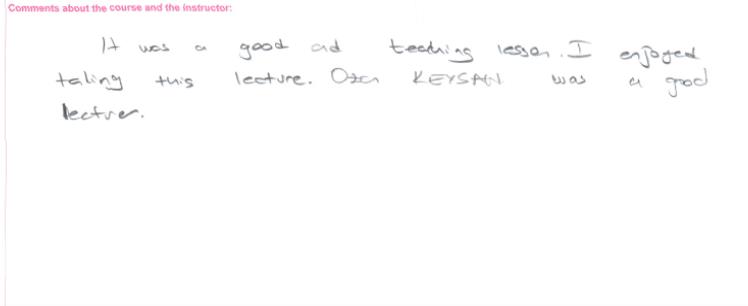 Comments about the course and the instructor:
It was a good and teaching lesson. I enjoyed
taking this lecture. Ozan KEYSAN was a good
lecturer.